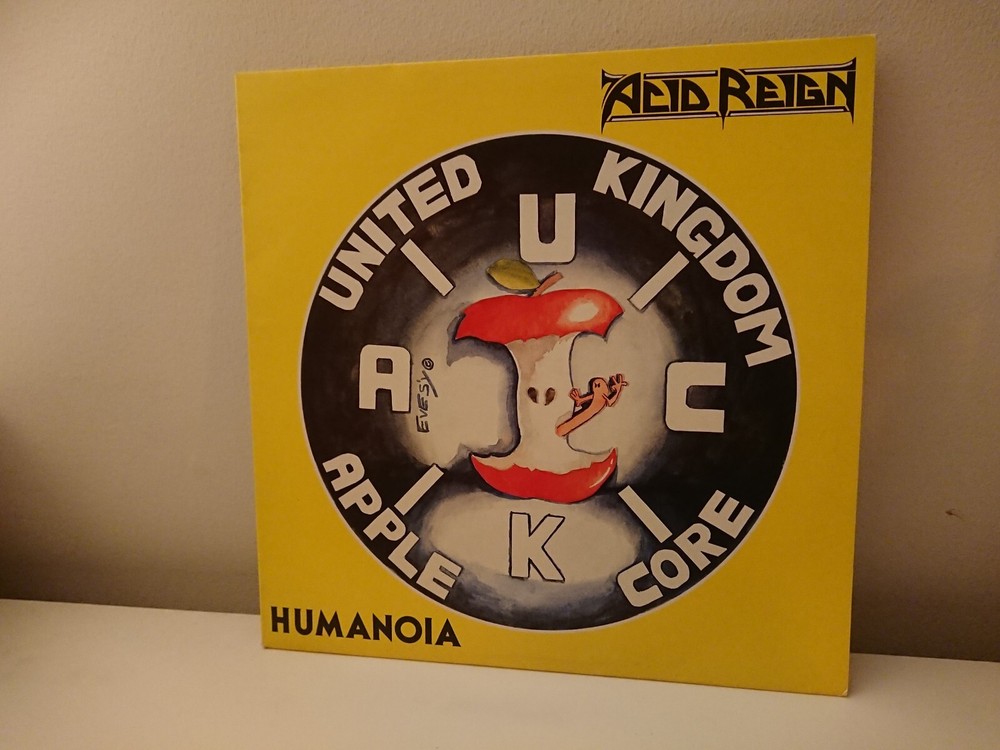 ACID REIGN
UNITED KINGDOM
U
A
C
K
EVESY ©
APPLE CORE
HUMANOIA